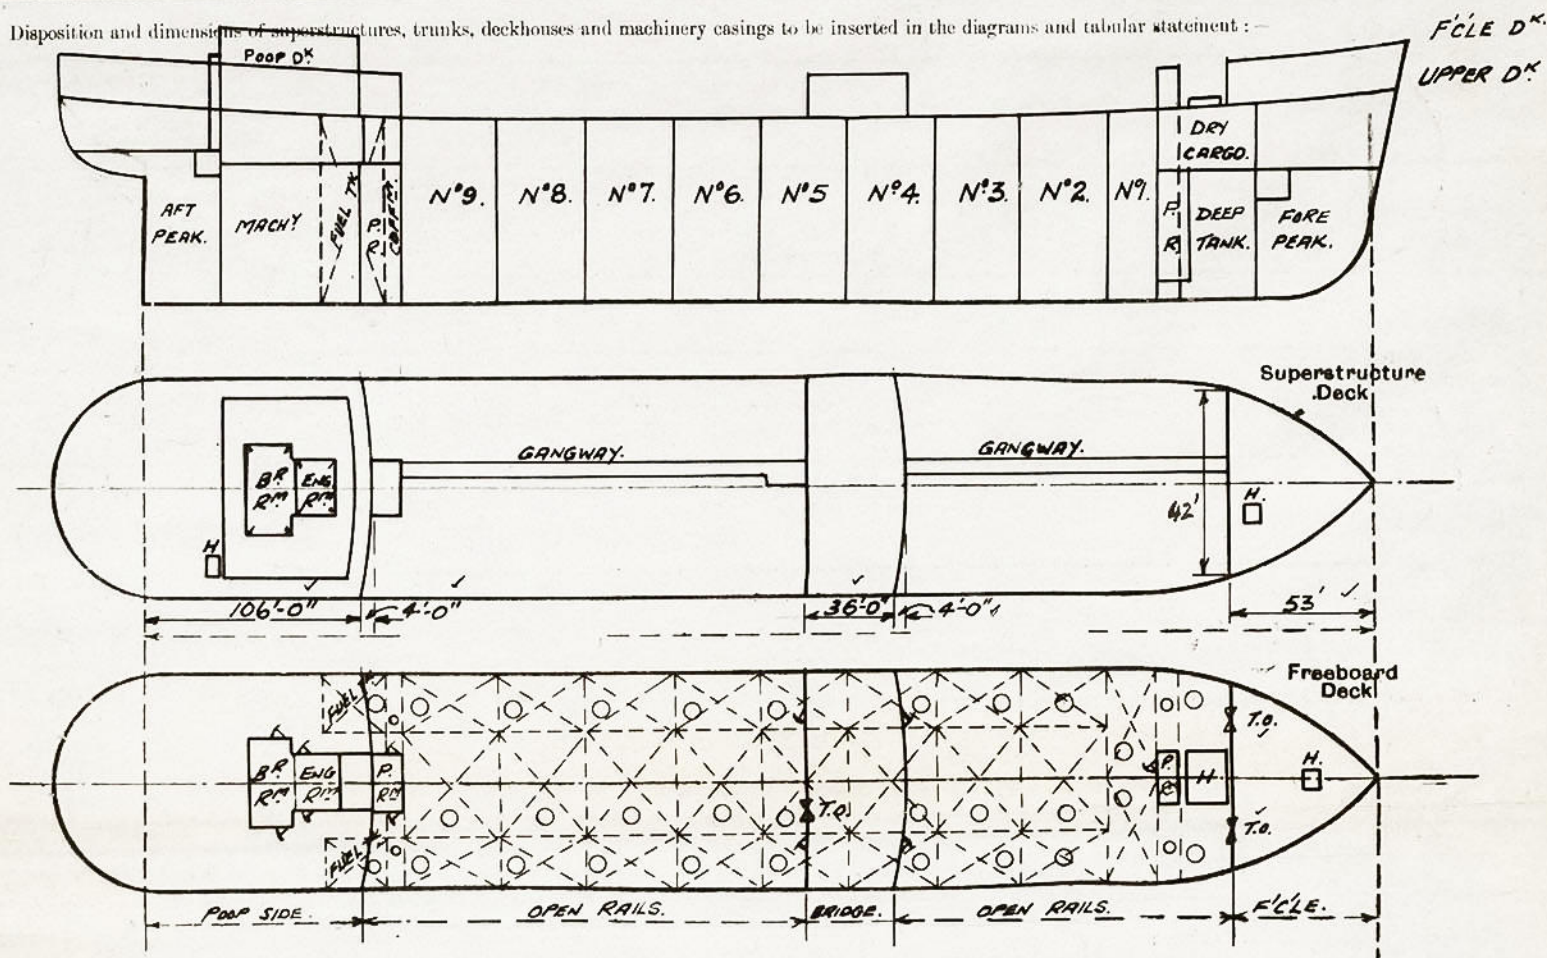 Disposition and dimensions of superstructures, trunks, deckhouses and machinery casings to be inserted in the diagrams and tabular statement :—
F'CLE DK.
POOP DK.
UPPER DK.
DRY
CARGO.
AFT
PEAK.
MACHY
FUEL TK
P.
R.
COFFM.
No9.
No8.
No7.
No6.
No5
No4.
No3.
No2.
No1.
P.
R
DEEP
TANK.
FORE
PEAK.
Superstructure
Deck
GANGWAY.
GANGWAY.
BR
RM
ENG
RM
H
42'
H.
106'-0"
4'-0"
36'-0"
4'-0"
53'
Freeboard
Deck
FUEL
T.O.
H.
BR
RM
ENG
RM
P.
RM
T.O.
P.
H
T.O.
FUEL
POOP SIDE.
OPEN RAILS.
BRIDGE.
OPEN RAILS.
F'CLE.